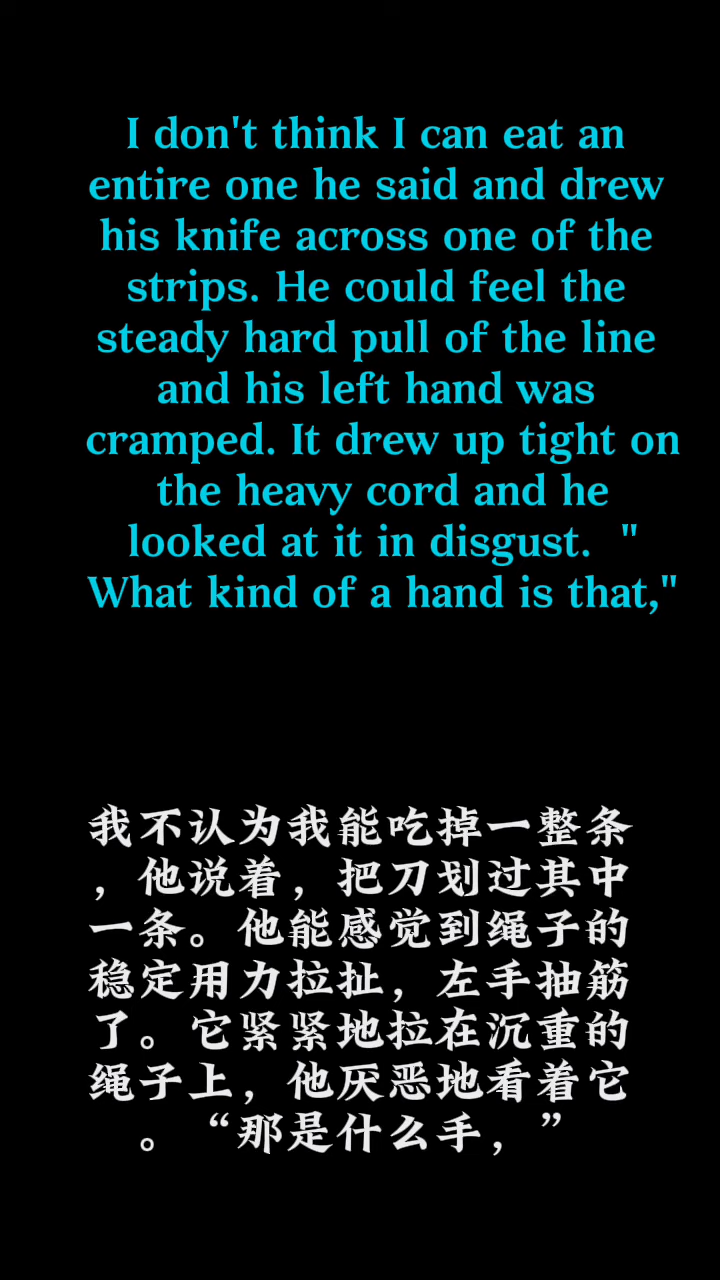 I don't think I can eat an
entire one he said and drew
his knife across one of the
strips. He could feel the
steady hard pull of the line
and his left hand was
cramped. It drew up tight on
the heavy cord and he
looked at it in disgust.  "
What kind of a hand is that,"
我不认为我能吃掉一整条
，他说着，把刀划过其中
一条。他能感觉到绳子的
稳定用力拉扯，左手抽筋
了。它紧紧地拉在沉重的
绳子上，他厌恶地看着它
。“那是什么手，”